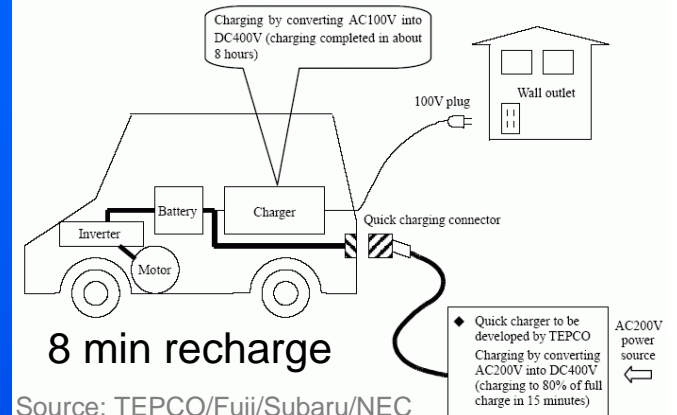 Charging by converting AC100V into
DC400V (charging completed in about
8 hours)
100V plug
Wall outlet
Battery
Charger
Quick charging connector
Inverter
Motor
8 min recharge
◆ Quick charger to be
developed by TEPCO
Charging by converting
AC200V into DC400V
(charging to 80% of full
charge in 15 minutes)
AC200V
power
source
Source: TEPCO/Fuji/Subaru/NEC